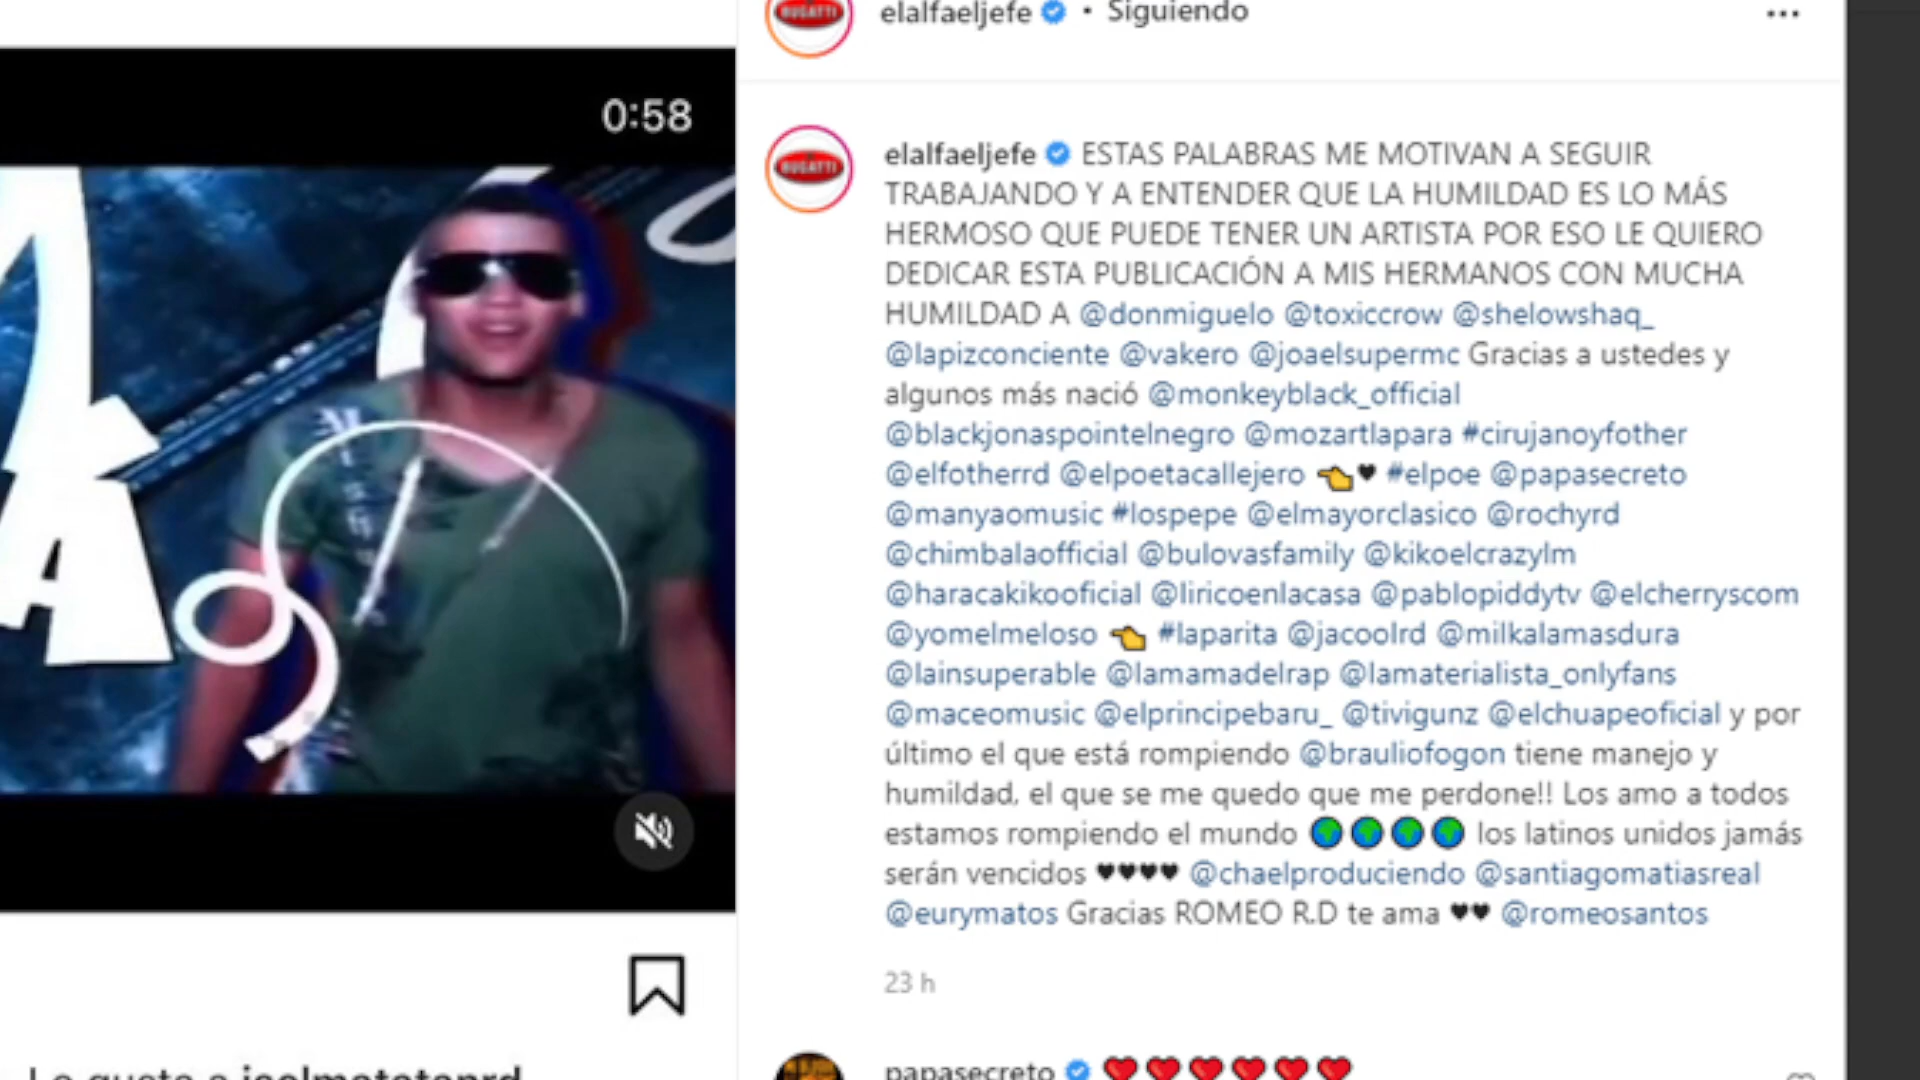 BUGATTI
elalfaeljefe • Siguiendo
0:58
A
BUGATTI
elalfaeljefe ESTAS PALABRAS ME MOTIVAN A SEGUIR
TRABAJANDO Y A ENTENDER QUE LA HUMILDAD ES LO MÁS
HERMOSO QUE PUEDE TENER UN ARTISTA POR ESO LE QUIERO
DEDICAR ESTA PUBLICACIÓN A MIS HERMANOS CON MUCHA
HUMILDAD A @donmiguelo @toxiccrow @shelowshaq_
@lapizconciente @vakero @joaelsupermc Gracias a ustedes y
algunos más nació @monkeyblack_official
@blackjonaspointelnegro @mozartlapara #cirujanoyfother
@elfotherrd @elpoetacallejero 👈♥ #elpoe @papasecreto
@manyaomusic #lospepe @elmayorclasico @rochyrd
@chimbalaofficial @bulovasfamily @kikoelcrazylm
@haracakikooficial @liricoenlacasa @pablopiddytv @elcherryscom
@yomelmeloso 👈 #laparita @jacoolrd @milkalamasdura
@lainsuperable @lamamadelrap @lamaterialista_onlyfans
@maceomusic @elprincipebaru_ @tivigunz @elchuapeoficial y por
último el que está rompiendo @brauliofogon tiene manejo y
humildad, el que se me quedo que me perdone!! Los amo a todos
estamos rompiendo el mundo 🌍🌍🌍🌍 los latinos unidos jamás
serán vencidos ♥♥♥♥ @chaelproduciendo @santiagomatiasreal
@eurymatos Gracias ROMEO R.D te ama ♥♥ @romeosantos
23 h
papasecreto ❤❤❤❤❤❤